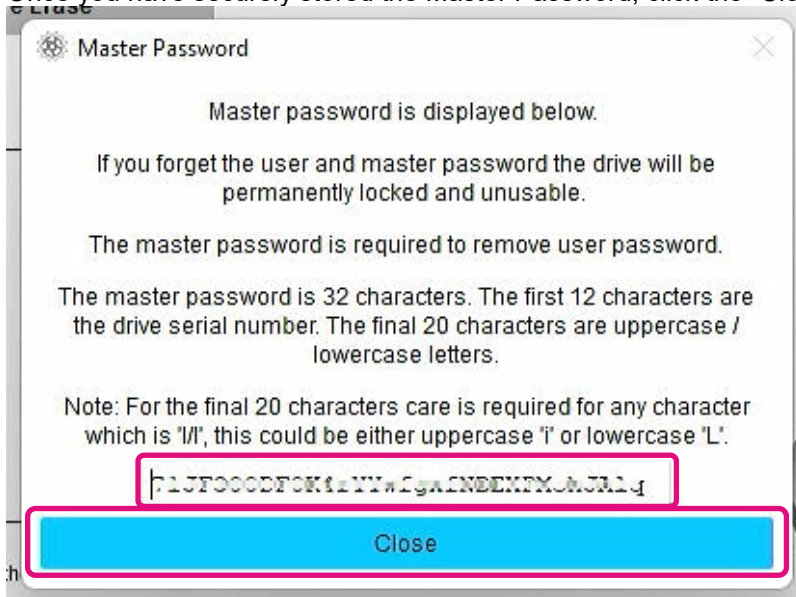 Master Password
Master password is displayed below.
If you forget the user and master password the drive will be
permanently locked and unusable.
The master password is required to remove user password.
The master password is 32 characters. The first 12 characters are
the drive serial number. The final 20 characters are uppercase /
lowercase letters.
Note: For the final 20 characters care is required for any character
which is 'I/l', this could be either uppercase 'i' or lowercase 'L'.
Close